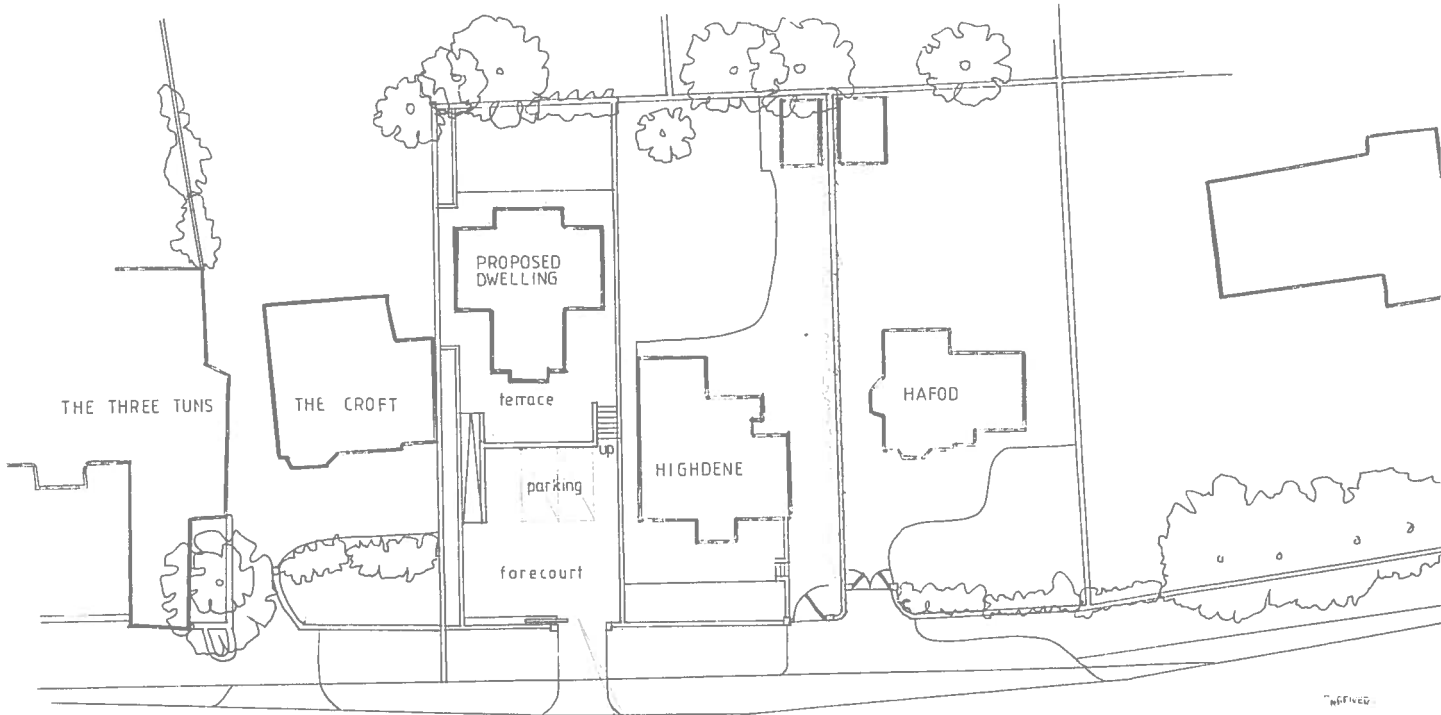 PROPOSED
DWELLING
THE THREE TUNS
THE CROFT
terrace
HAFOD
up
HIGHDENE
parking
forecourt